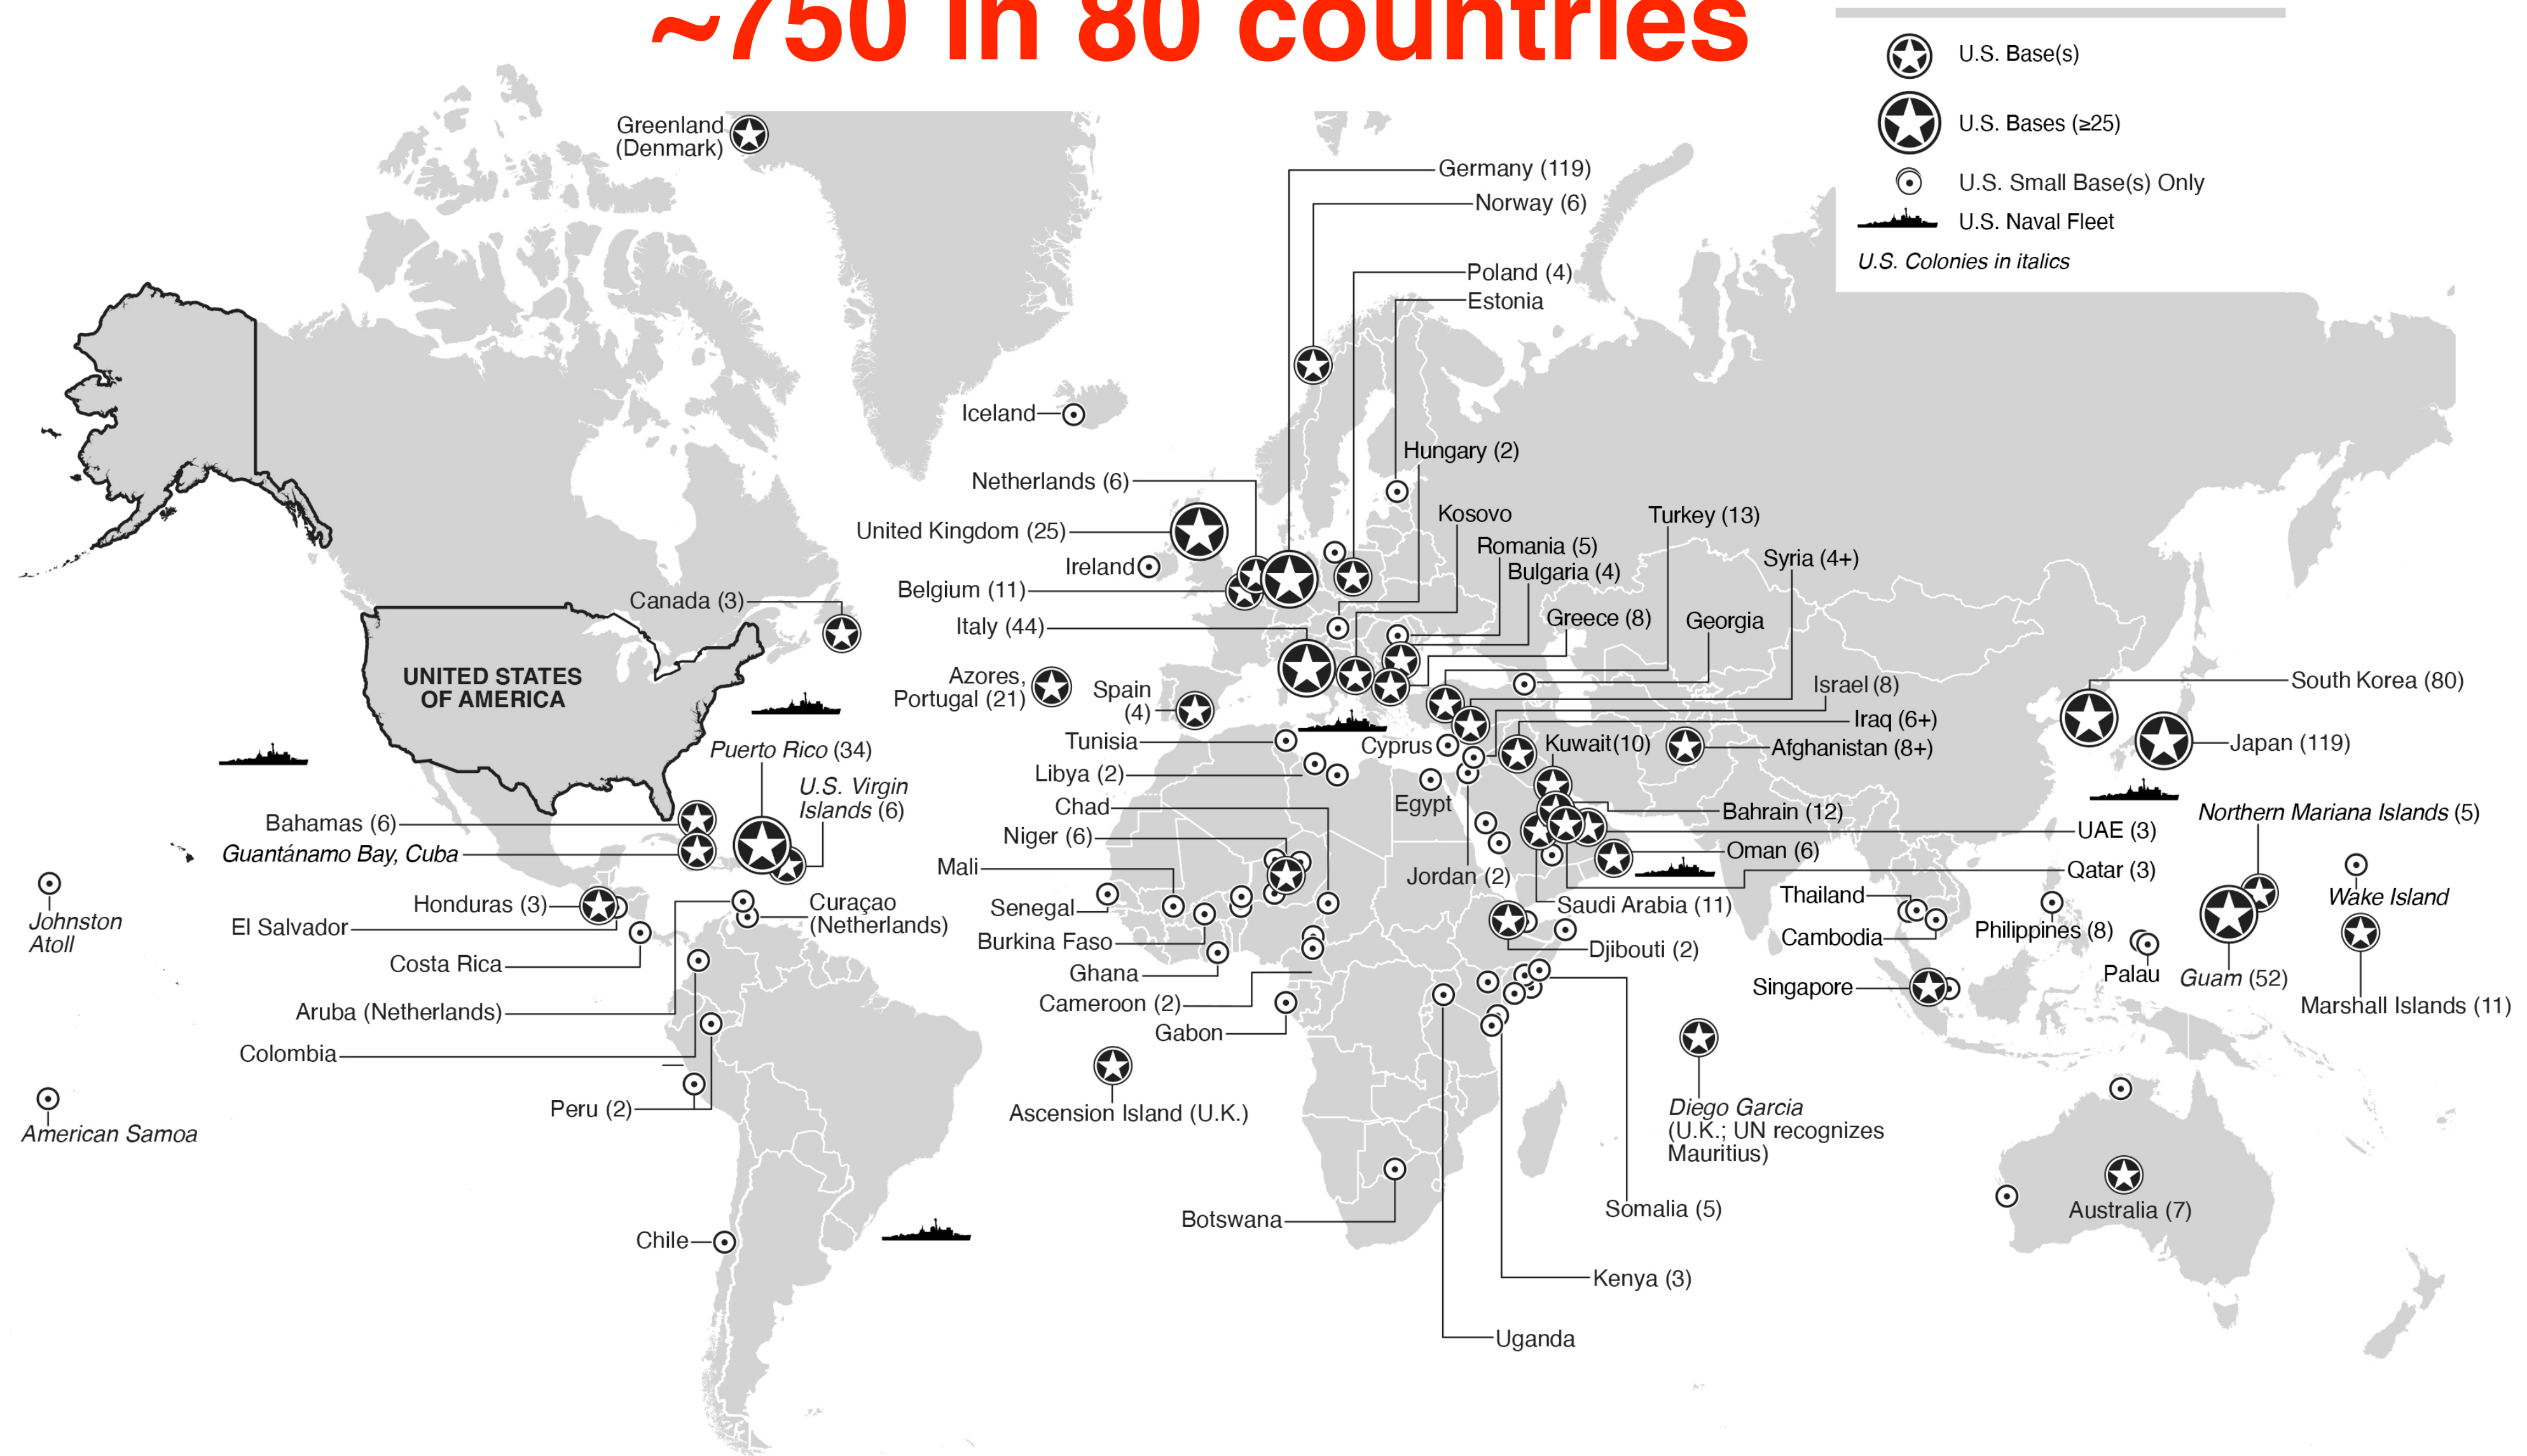 ~750 in 80 countries
U.S. Base(s)
U.S. Bases (≥25)
U.S. Small Base(s) Only
U.S. Naval Fleet
U.S. Colonies in italics
Greenland
(Denmark)
Germany (119)
Norway (6)
Poland (4)
Estonia
Iceland
Hungary (2)
Netherlands (6)
Kosovo
Turkey (13)
United Kingdom (25)
Romania (5)
Syria (4+)
Ireland
Bulgaria (4)
Belgium (11)
Canada (3)
Greece (8)
Georgia
Italy (44)
UNITED STATES
OF AMERICA
Azores,
Portugal (21)
Spain
(4)
Israel (8)
South Korea (80)
Iraq (6+)
Tunisia
Cyprus
Kuwait(10)
Afghanistan (8+)
Japan (119)
Puerto Rico (34)
Libya (2)
U.S. Virgin
Islands (6)
Chad
Egypt
Bahrain (12)
Northern Mariana Islands (5)
Bahamas (6)
Niger (6)
UAE (3)
Guantánamo Bay, Cuba
Oman (6)
Mali
Jordan (2)
Qatar (3)
Thailand
Wake Island
Honduras (3)
Curaçao
(Netherlands)
Senegal
Saudi Arabia (11)
Johnston
Atoll
El Salvador
Burkina Faso
Djibouti (2)
Cambodia
Philippines (8)
Costa Rica
Ghana
Palau
Guam (52)
Singapore
Cameroon (2)
Marshall Islands (11)
Aruba (Netherlands)
Gabon
Colombia
Peru (2)
Ascension Island (U.K.)
Diego Garcia
(U.K.; UN recognizes
Mauritius)
American Samoa
Botswana
Somalia (5)
Australia (7)
Chile
Kenya (3)
Uganda